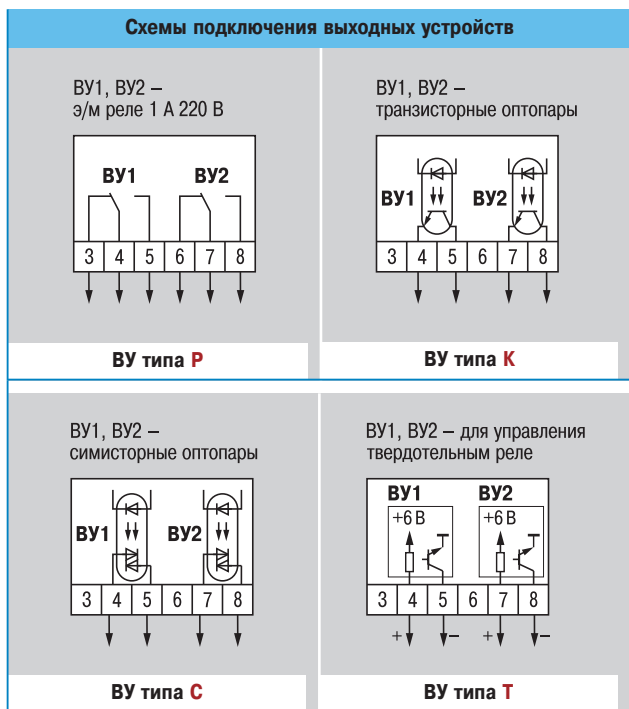 Схемы подключения выходных устройств
ВУ1, ВУ2 –
э/м реле 1 А 220 В
ВУ1 ВУ2
3 4 5 6 7 8
ВУ типа Р
ВУ1, ВУ2 –
транзисторные оптопары
ВУ1 ВУ2
3 4 5 6 7 8
ВУ типа К
ВУ1, ВУ2 –
симисторные оптопары
ВУ1 ВУ2
3 4 5 6 7 8
ВУ типа С
ВУ1, ВУ2 – для управления
твердотельным реле
ВУ1 ВУ2
+6 В +6 В
3 4 5 6 7 8
+ – + –
ВУ типа Т